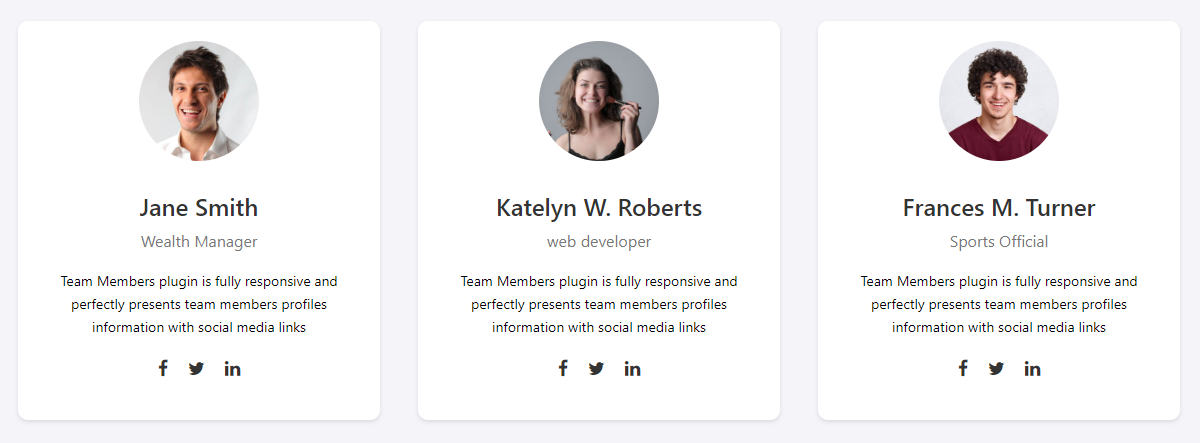 Jane Smith
Wealth Manager
Team Members plugin is fully responsive and
perfectly presents team members profiles
information with social media links
Katelyn W. Roberts
web developer
Team Members plugin is fully responsive and
perfectly presents team members profiles
information with social media links
Frances M. Turner
Sports Official
Team Members plugin is fully responsive and
perfectly presents team members profiles
information with social media links